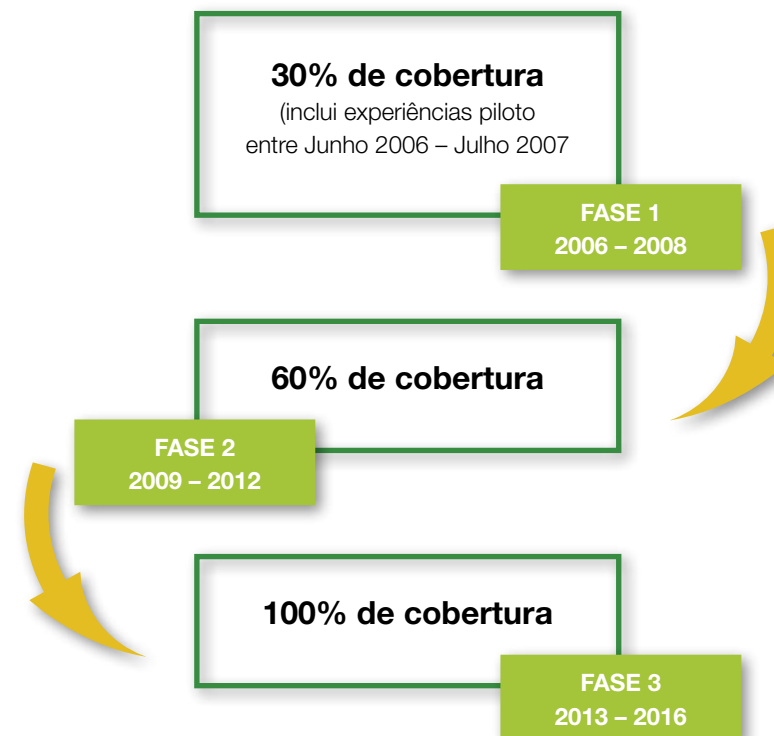 30% de cobertura
(inclui experiências piloto
entre Junho 2006 – Julho 2007
FASE 1
2006 – 2008
60% de cobertura
FASE 2
2009 – 2012
100% de cobertura
FASE 3
2013 – 2016